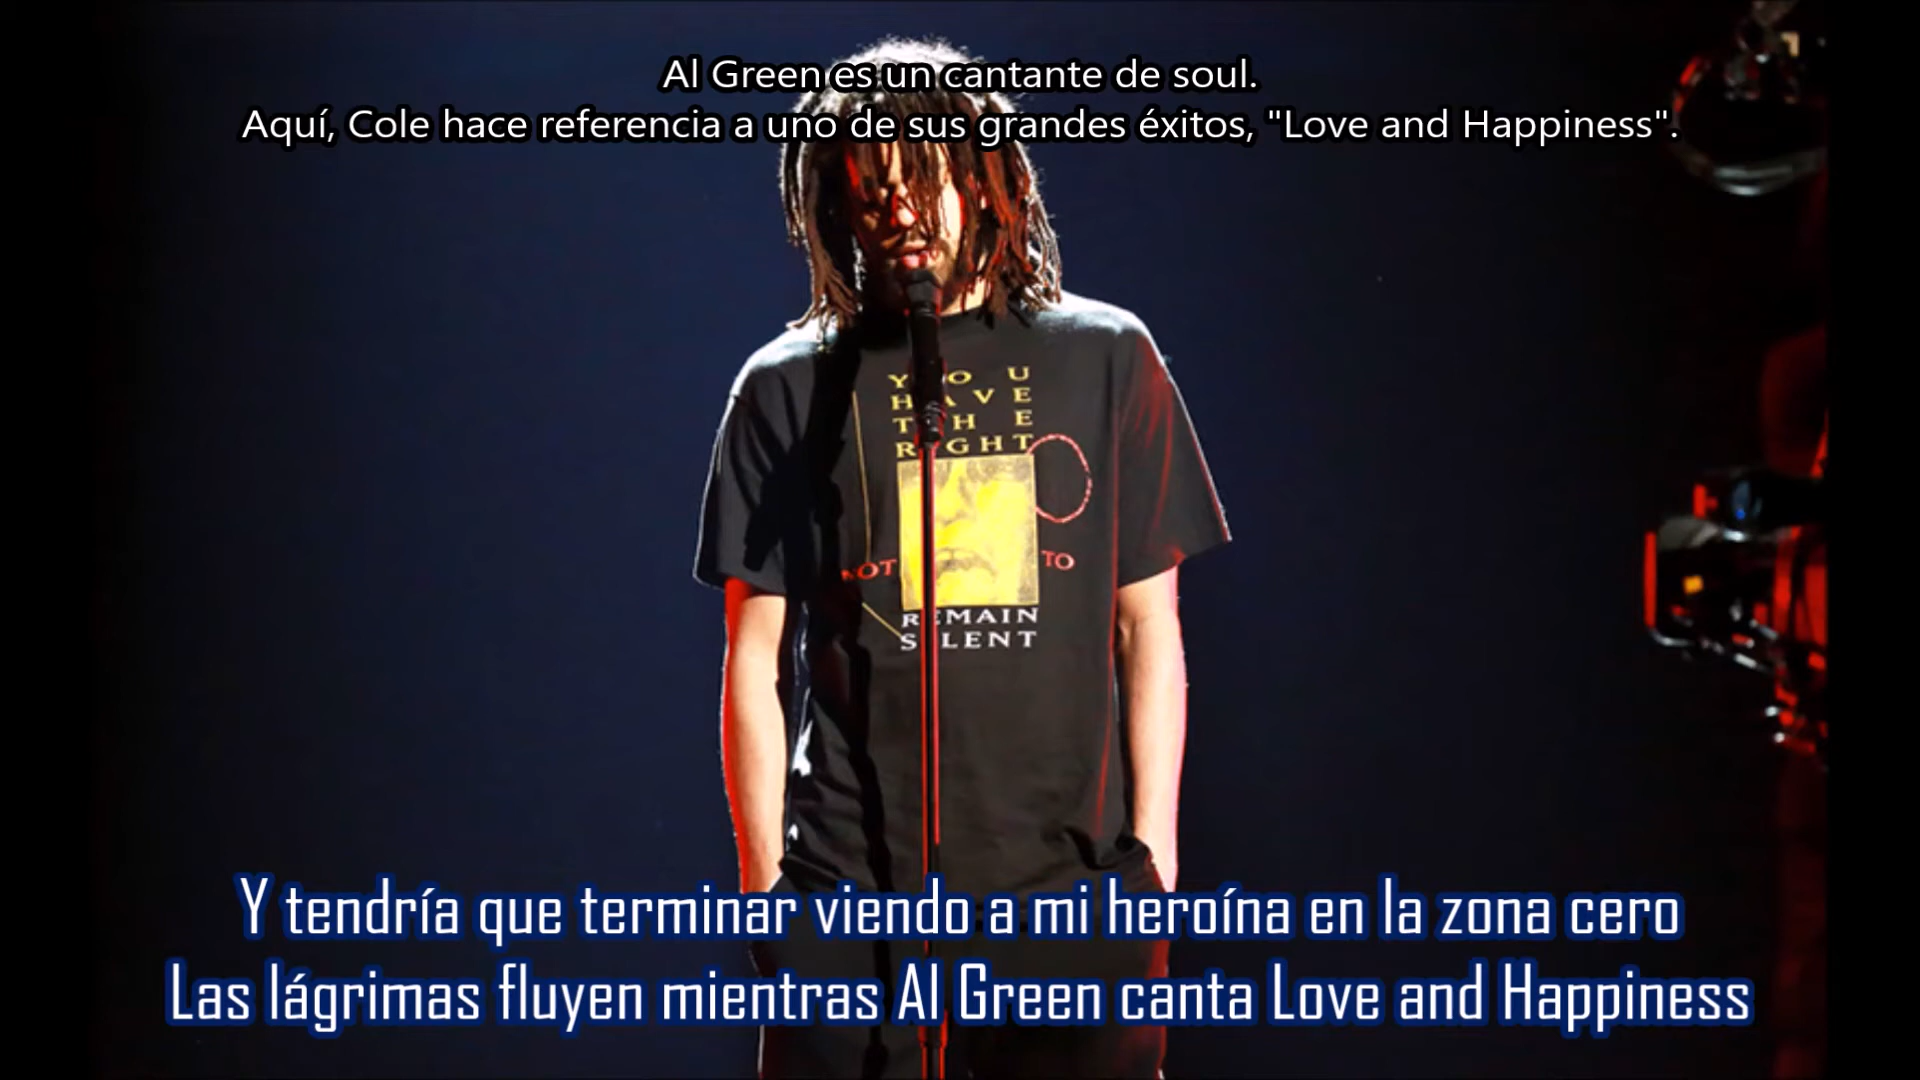 Al Green es un cantante de soul.
Aquí, Cole hace referencia a uno de sus grandes éxitos, "Love and Happiness".
YOU
HAVE
THE
RIGHT
NOT TO
REMAIN
SILENT
Y tendría que terminar viendo a mi heroína en la zona cero
Las lágrimas fluyen mientras Al Green canta Love and Happiness